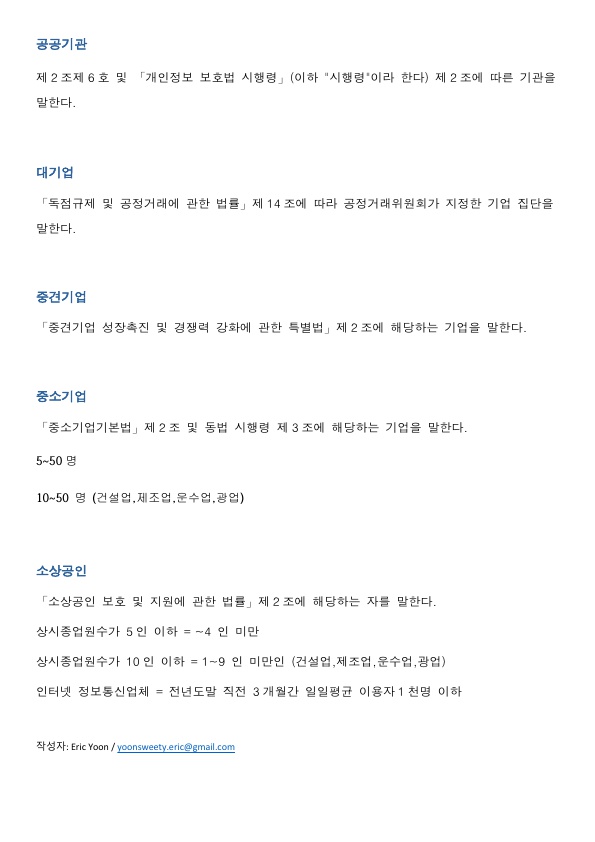 공공기관
제 2 조제 6 호 및 「개인정보 보호법 시행령」(이하 "시행령"이라 한다) 제 2 조에 따른 기관을
말한다.
대기업
「독점규제 및 공정거래에 관한 법률」제 14 조에 따라 공정거래위원회가 지정한 기업 집단을
말한다.
중견기업
「중견기업 성장촉진 및 경쟁력 강화에 관한 특별법」제 2 조에 해당하는 기업을 말한다.
중소기업
「중소기업기본법」제 2 조 및 동법 시행령 제 3 조에 해당하는 기업을 말한다.
5~50 명
10~50 명 (건설업,제조업,운수업,광업)
소상공인
「소상공인 보호 및 지원에 관한 법률」제 2 조에 해당하는 자를 말한다.
상시종업원수가 5 인 이하 = ~4 인 미만
상시종업원수가 10 인 이하 = 1~9 인 미만인 (건설업,제조업,운수업,광업)
인터넷 정보통신업체 = 전년도말 직전 3 개월간 일일평균 이용자 1 천명 이하
작성자: Eric Yoon / yoonsweety.eric@gmail.com